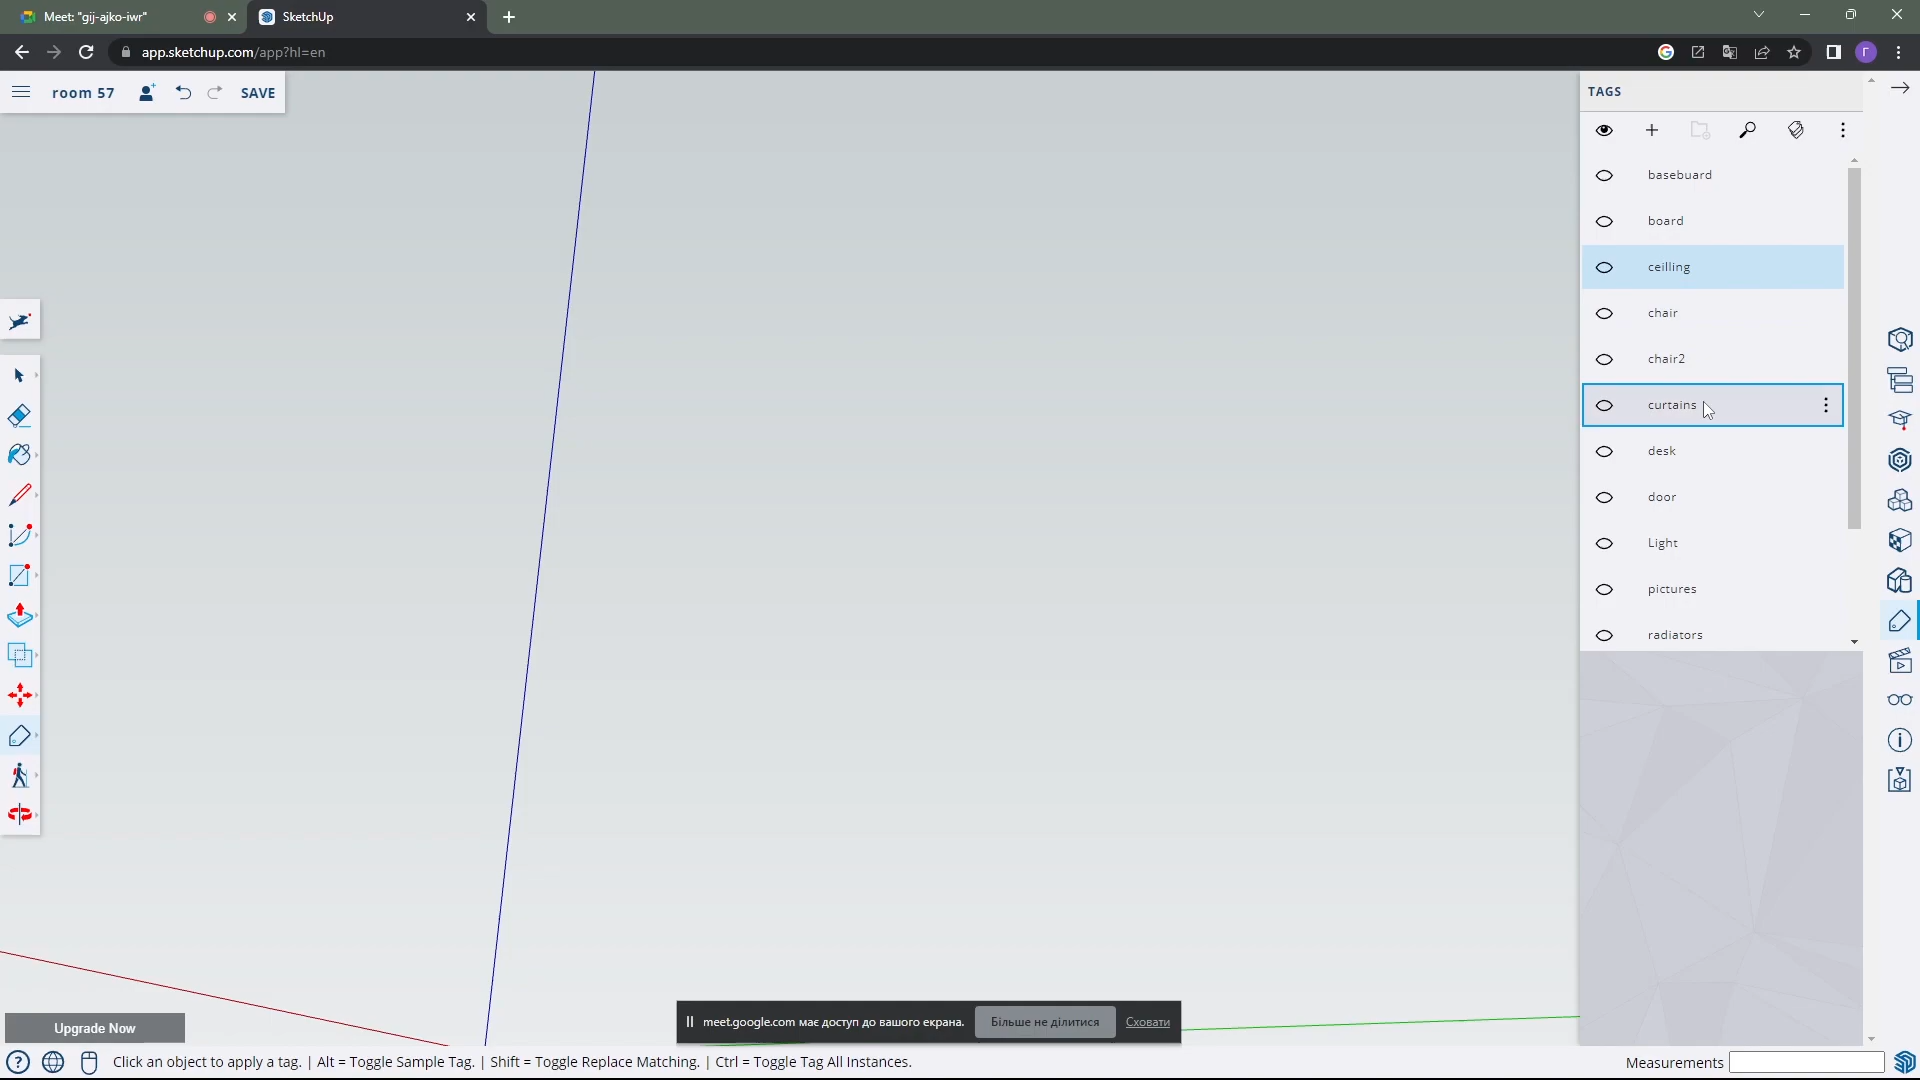 Meet: "gij-ajko-iwr"
SketchUp
app.sketchup.com/app?hl=en
Г
room 57
SAVE
TAGS
basebuard
board
ceilling
chair
chair2
curtains
desk
door
Light
pictures
radiators
Upgrade Now
meet.google.com має доступ до вашого екрана.
Більше не ділитися
Сховати
Click an object to apply a tag. | Alt = Toggle Sample Tag. | Shift = Toggle Replace Matching. | Ctrl = Toggle Tag All Instances.
Measurements